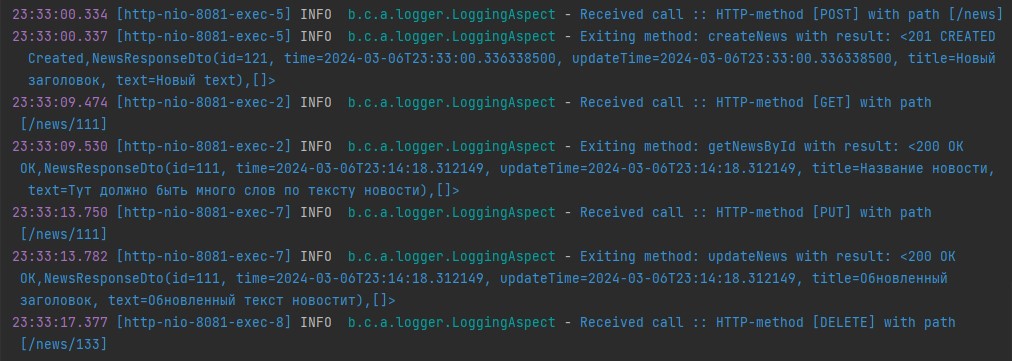 23:33:00.334 [http-nio-8081-exec-5] INFO  b.c.a.logger.LoggingAspect - Received call :: HTTP-method [POST] with path [/news]
23:33:00.337 [http-nio-8081-exec-5] INFO  b.c.a.logger.LoggingAspect - Exiting method: createNews with result: <201 CREATED
Created,NewsResponseDto(id=121, time=2024-03-06T23:33:00.336338500, updateTime=2024-03-06T23:33:00.336338500, title=Новый
заголовок, text=Новый text),[]>
23:33:09.474 [http-nio-8081-exec-2] INFO  b.c.a.logger.LoggingAspect - Received call :: HTTP-method [GET] with path
[/news/111]
23:33:09.530 [http-nio-8081-exec-2] INFO  b.c.a.logger.LoggingAspect - Exiting method: getNewsById with result: <200 OK
OK,NewsResponseDto(id=111, time=2024-03-06T23:14:18.312149, updateTime=2024-03-06T23:14:18.312149, title=Название новости,
text=Тут должно быть много слов по тексту новости),[]>
23:33:13.750 [http-nio-8081-exec-7] INFO  b.c.a.logger.LoggingAspect - Received call :: HTTP-method [PUT] with path
[/news/111]
23:33:13.782 [http-nio-8081-exec-7] INFO  b.c.a.logger.LoggingAspect - Exiting method: updateNews with result: <200 OK
OK,NewsResponseDto(id=111, time=2024-03-06T23:14:18.312149, updateTime=2024-03-06T23:14:18.312149, title=Обновленный
заголовок, text=Обновленный текст новостит),[]>
23:33:17.377 [http-nio-8081-exec-8] INFO  b.c.a.logger.LoggingAspect - Received call :: HTTP-method [DELETE] with path
[/news/133]